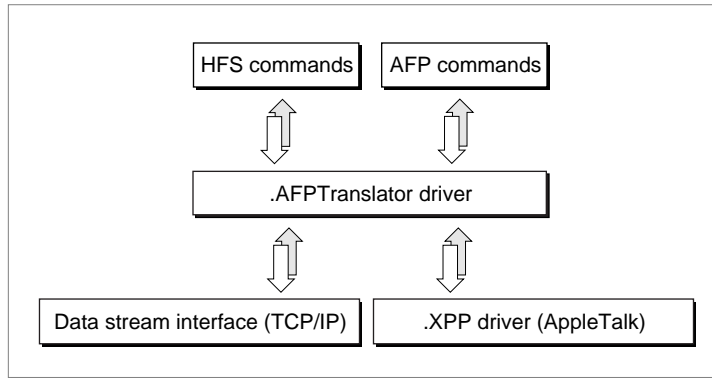 HFS commands
AFP commands
.AFPTranslator driver
Data stream interface (TCP/IP)
.XPP driver (AppleTalk)